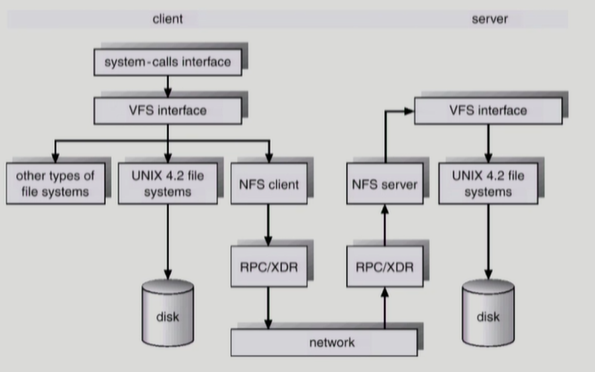 client
server
system-calls interface
VFS interface
VFS interface
other types of
file systems
UNIX 4.2 file
systems
NFS client
NFS server
UNIX 4.2 file
systems
RPC/XDR
RPC/XDR
disk
disk
network